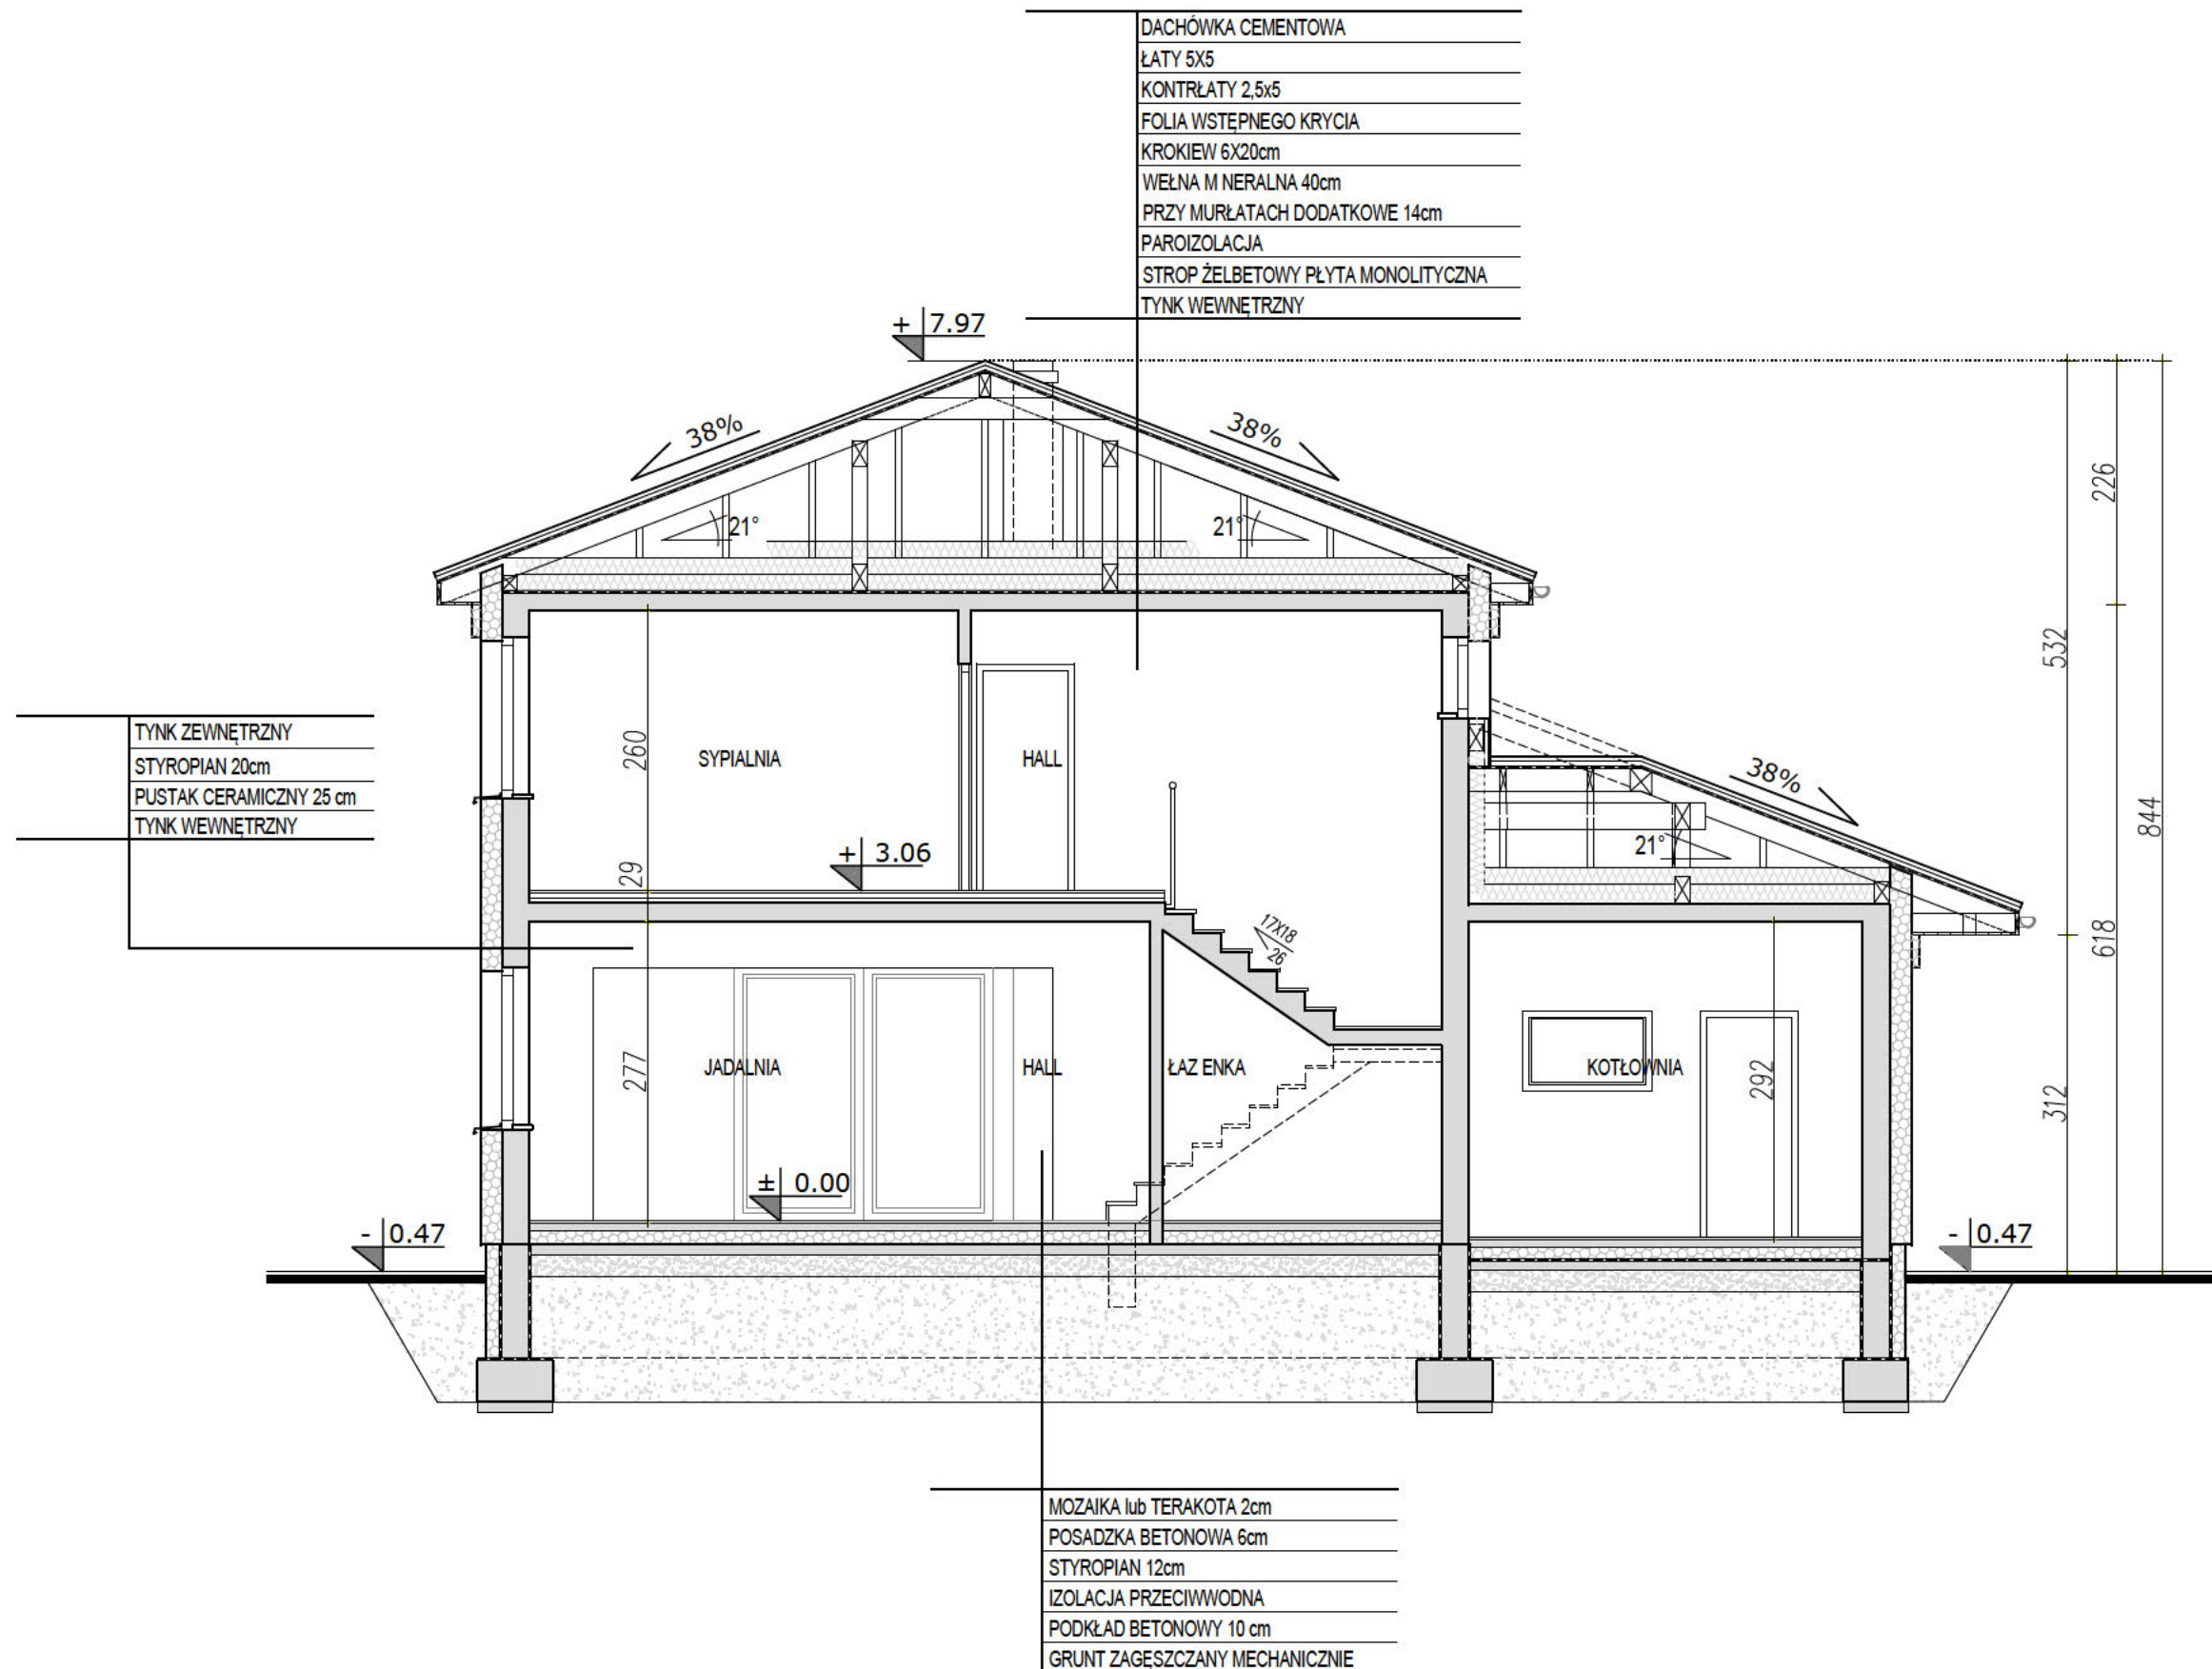 DACHÓWKA CEMENTOWA
ŁATY 5X5
KONTRŁATY 2,5x5
FOLIA WSTĘPNEGO KRYCIA
KROKIEW 6X20cm
WEŁNA M NERALNA 40cm
PRZY MURŁATACH DODATKOWE 14cm
PAROIZOLACJA
STROP ŻELBETOWY PŁYTA MONOLITYCZNA
TYNK WEWNĘTRZNY
+ 7.97
38%
38%
21°
21°
226
532
TYNK ZEWNĘTRZNY
STYROPIAN 20cm
PUSTAK CERAMICZNY 25 cm
TYNK WEWNĘTRZNY
260
SYPIALNIA
HALL
38%
844
+ 3.06
29
21°
17X18
26
618
277
JADALNIA
HALL
ŁAZ ENKA
KOTŁOWNIA
292
312
± 0.00
- 0.47
- 0.47
MOZAIKA lub TERAKOTA 2cm
POSADZKA BETONOWA 6cm
STYROPIAN 12cm
IZOLACJA PRZECIWWODNA
PODKŁAD BETONOWY 10 cm
GRUNT ZAGĘSZCZANY MECHANICZNIE